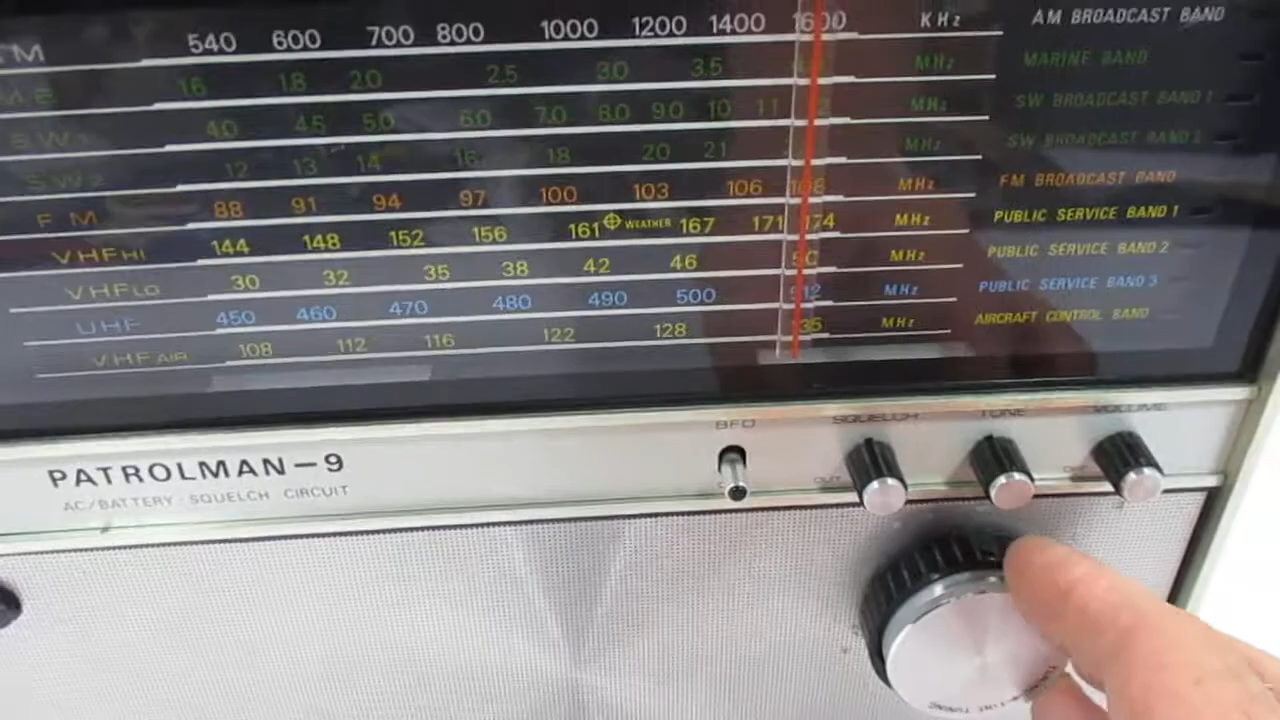 540 600 700 800 1000 1200 1400 1600 KHz AM BROADCAST BAND
1.6 1.8 2.0 2.5 3.0 3.5 MHz MARINE BAND
SW1 4.0 4.5 5.0 6.0 7.0 8.0 9.0 10 11 MHz SW BROADCAST BAND 1
SW2 12 13 14 16 18 20 21 MHz SW BROADCAST BAND 2
FM 88 91 94 97 100 103 106 108 MHz FM BROADCAST BAND
VHF HI 144 148 152 156 161 WEATHER 167 171 174 MHz PUBLIC SERVICE BAND 1
VHF LO 30 32 35 38 42 46 50 MHz PUBLIC SERVICE BAND 2
UHF 450 460 470 480 490 500 512 MHz PUBLIC SERVICE BAND 3
VHF AIR 108 112 116 122 128 135 MHz AIRCRAFT CONTROL BAND
BFO SQUELCH TONE VOLUME
PATROLMAN-9
OUT
AC/BATTERY · SQUELCH CIRCUIT